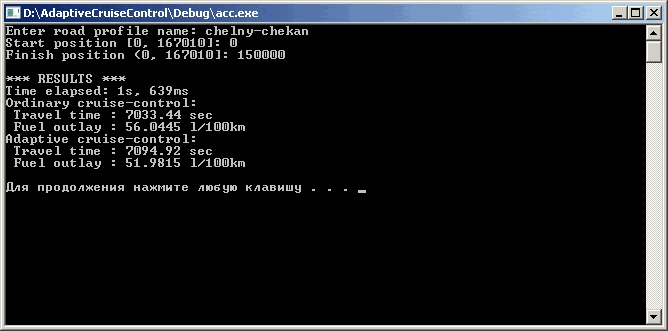 D:\AdaptiveCruiseControl\Debug\acc.exe
Enter road profile name: chelny-chekan
Start position [0, 167010]: 0
Finish position (0, 167010]: 150000
*** RESULTS ***
Time elapsed: 1s, 639ms
Ordinary cruise-control:
Travel time : 7033.44 sec
Fuel outlay : 56.0445 l/100km
Adaptive cruise-control:
Travel time : 7094.92 sec
Fuel outlay : 51.9815 l/100km
Для продолжения нажмите любую клавишу . . .